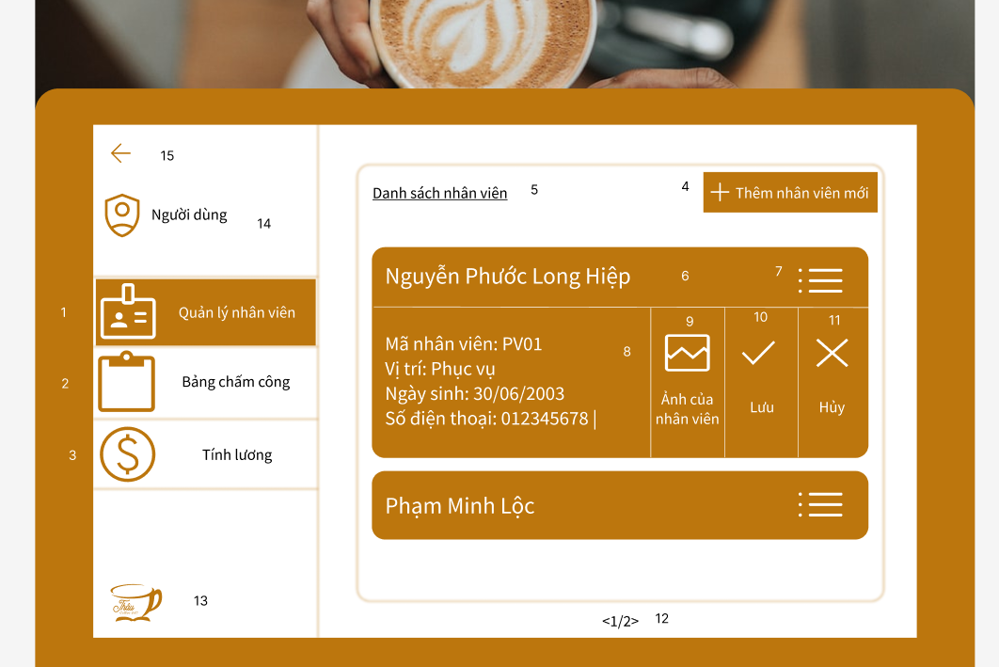 15
Người dùng
14
1
Quản lý nhân viên
2
Bảng chấm công
3
Tính lương
13
Danh sách nhân viên
5
4
Thêm nhân viên mới
Nguyễn Phước Long Hiệp
6
7
Mã nhân viên: PV01
Vị trí: Phục vụ
Ngày sinh: 30/06/2003
Số điện thoại: 012345678 |
8
9
Ảnh của
nhân viên
10
Lưu
11
Hủy
Phạm Minh Lộc
<1/2>
12